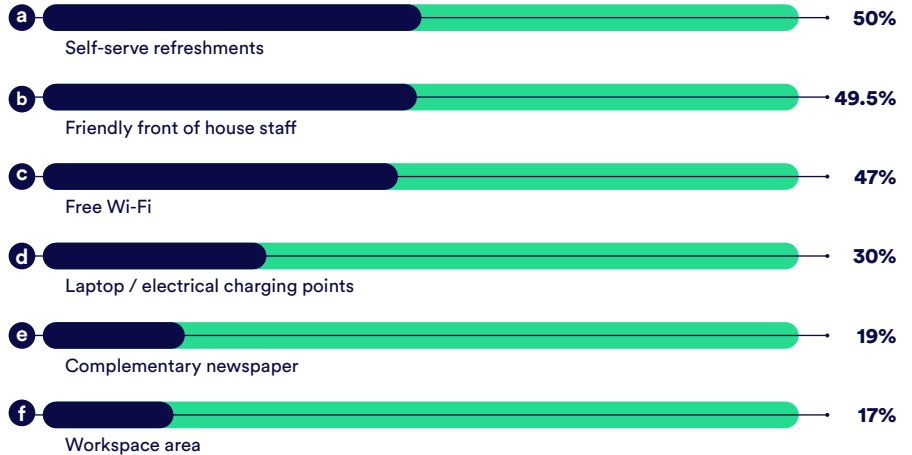 a 50%
Self-serve refreshments
b 49.5%
Friendly front of house staff
c 47%
Free Wi-Fi
d 30%
Laptop / electrical charging points
e 19%
Complementary newspaper
f 17%
Workspace area